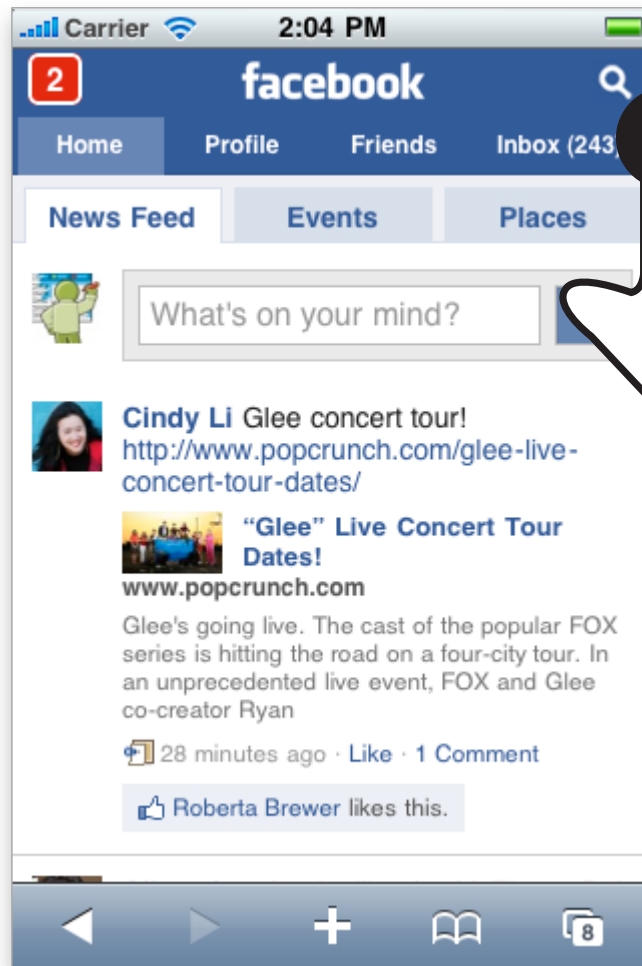 Carrier 2:04 PM
2 facebook
Home Profile Friends Inbox (243)
News Feed Events Places
What's on your mind?
Cindy Li Glee concert tour!
http://www.popcrunch.com/glee-live-
concert-tour-dates/
“Glee” Live Concert Tour
Dates!
www.popcrunch.com
Glee's going live. The cast of the popular FOX
series is hitting the road on a four-city tour. In
an unprecedented live event, FOX and Glee
co-creator Ryan
28 minutes ago · Like · 1 Comment
Roberta Brewer likes this.
8